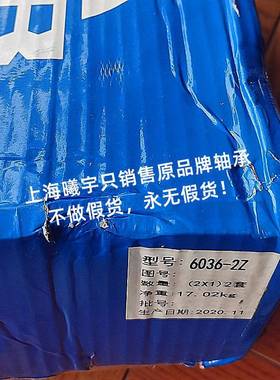 上海曦宇只销售原品牌轴承
不做假货，永无假货！
型号: 6036-2Z
图号:
数量: (2X1)2套
净重: 17.02kg
批号:
生产日期: 2020.11